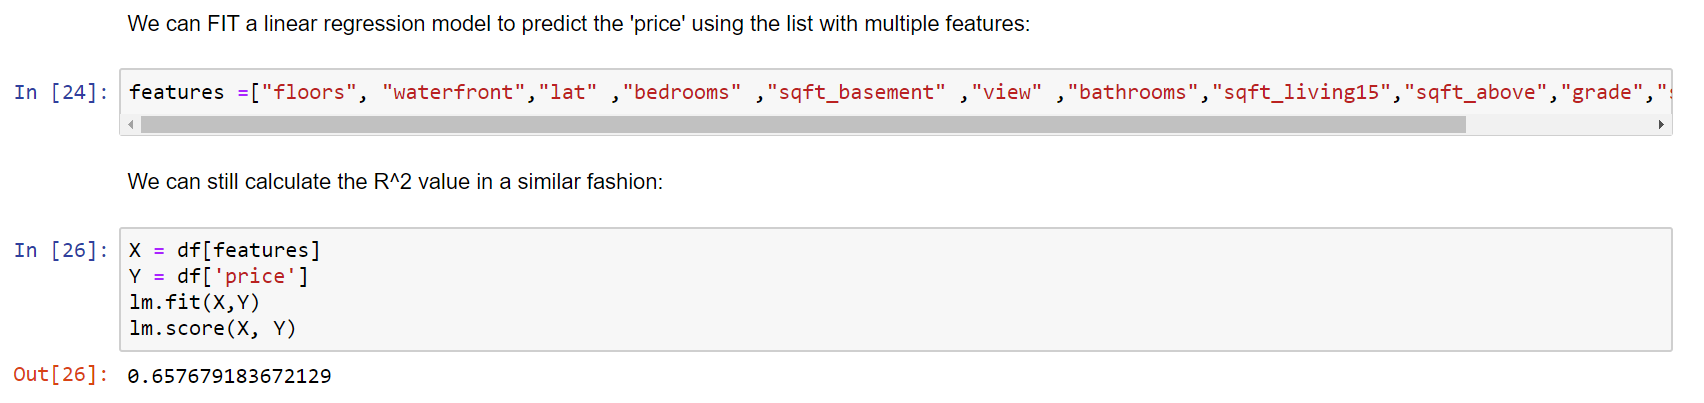 We can FIT a linear regression model to predict the 'price' using the list with multiple features:
In [24]: features =["floors", "waterfront","lat" ,"bedrooms" ,"sqft_basement" ,"view" ,"bathrooms","sqft_living15","sqft_above","grade","
We can still calculate the R^2 value in a similar fashion:
In [26]: X = df[features]
Y = df['price']
lm.fit(X,Y)
lm.score(X, Y)
Out[26]: 0.657679183672129